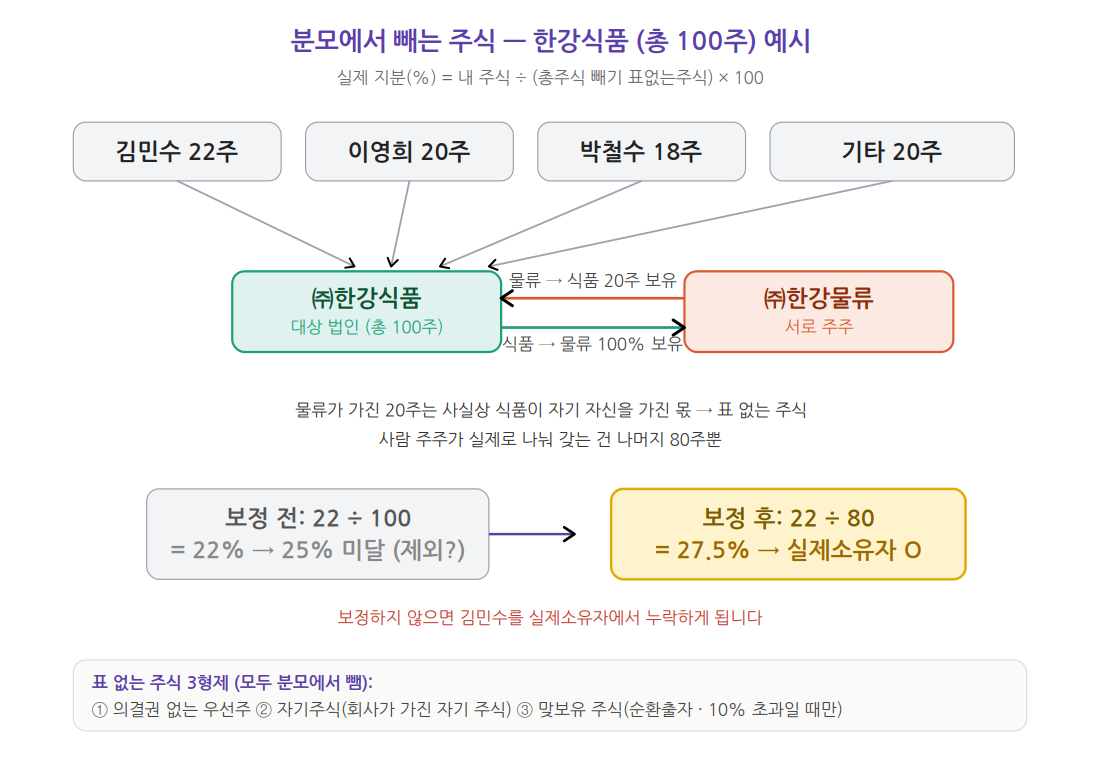 분모에서 빼는 주식 — 한강식품 (총 100주) 예시
실제 지분(%) = 내 주식 ÷ (총주식 빼기 표없는주식) × 100
김민수 22주
이영희 20주
박철수 18주
기타 20주
물류 → 식품 20주 보유
㈜한강식품
대상 법인 (총 100주)
㈜한강물류
서로 주주
식품 → 물류 100% 보유
물류가 가진 20주는 사실상 식품이 자기 자신을 가진 몫 → 표 없는 주식
사람 주주가 실제로 나눠 갖는 건 나머지 80주뿐
보정 전: 22 ÷ 100
= 22% → 25% 미달 (제외?)
보정 후: 22 ÷ 80
= 27.5% → 실제소유자 O
보정하지 않으면 김민수를 실제소유자에서 누락하게 됩니다
표 없는 주식 3형제 (모두 분모에서 뺌):
① 의결권 없는 우선주 ② 자기주식(회사가 가진 자기 주식) ③ 맞보유 주식(순환출자 · 10% 초과일 때만)